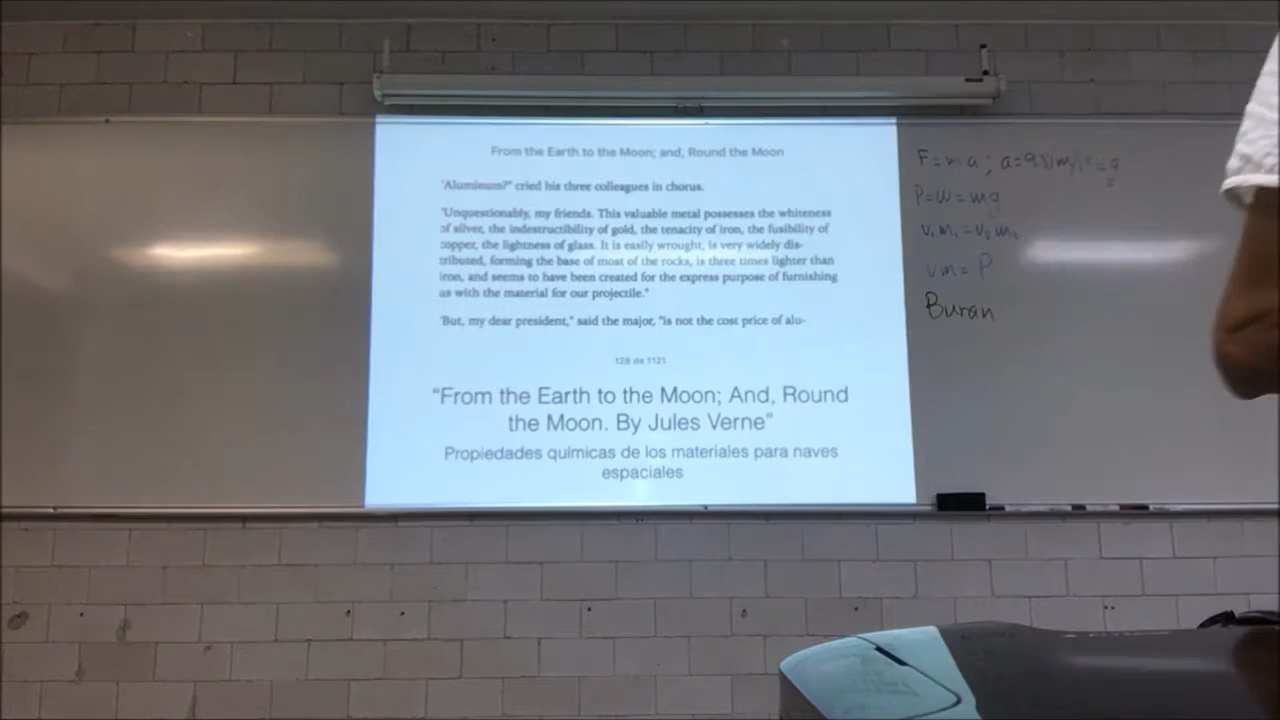 From the Earth to the Moon; and, Round the Moon
'Aluminum?" cried his three colleagues in chorus.
"Unquestionably, my friends. This valuable metal possesses the whiteness
of silver, the indestructibility of gold, the tenacity of iron, the fusibility of
copper, the lightness of glass. It is easily wrought, is very widely dis-
tributed, forming the base of most of the rocks, is three times lighter than
iron, and seems to have been created for the express purpose of furnishing
us with the material for our projectile."
'But, my dear president," said the major, "is not the cost price of alu-
128 de 1121
"From the Earth to the Moon; And, Round
the Moon. By Jules Verne"
Propiedades químicas de los materiales para naves
espaciales
F=ma; a=9.81m/s²=g
P=W=mg
v₁m₁=v₂m₂
vm=P
Buran